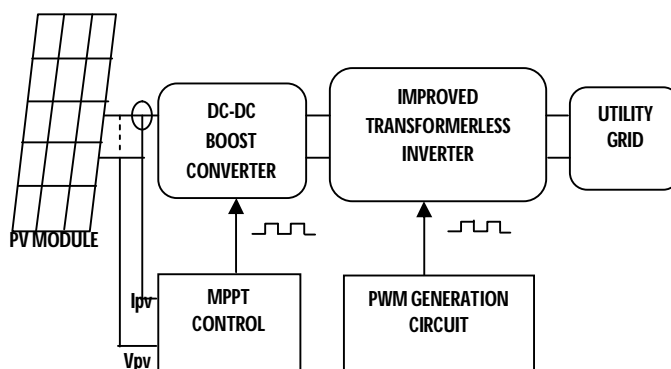 DC-DC
BOOST
CONVERTER
IMPROVED
TRANSFORMERLESS
INVERTER
UTILITY
GRID
PV MODULE
Ipv
Vpv
MPPT
CONTROL
PWM GENERATION
CIRCUIT